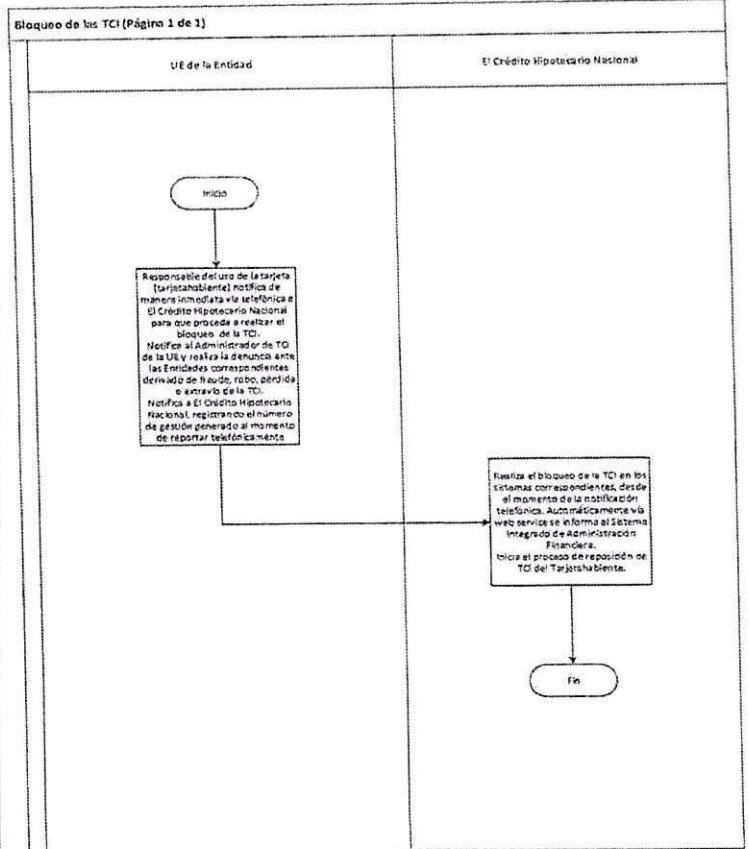 Bloqueo de las TCI (Página 1 de 1)
UE de la Entidad
El Crédito Hipotecario Nacional
Inicio
Responsable del uso de la tarjeta
(tarjetahabiente) notifica de
manera inmediata vía telefónica a
El Crédito Hipotecario Nacional
para que proceda a realizar el
bloqueo de la TCI.
Notifica al Administrador de TCI
de la UE y realiza la denuncia ante
las Entidades correspondientes
derivado de fraude, robo, pérdida
o extravío de la TCI.
Notifica a El Crédito Hipotecario
Nacional, registrando el número
de gestión generado al momento
de reportar telefónicamente
Realiza el bloqueo de la TCI en los
sistemas correspondientes, desde
el momento de la notificación
telefónica. Automáticamente vía
web service se informa al Sistema
Integrado de Administración
Financiera.
Inicia el proceso de reposición de
TCI del Tarjetahabiente.
Fin